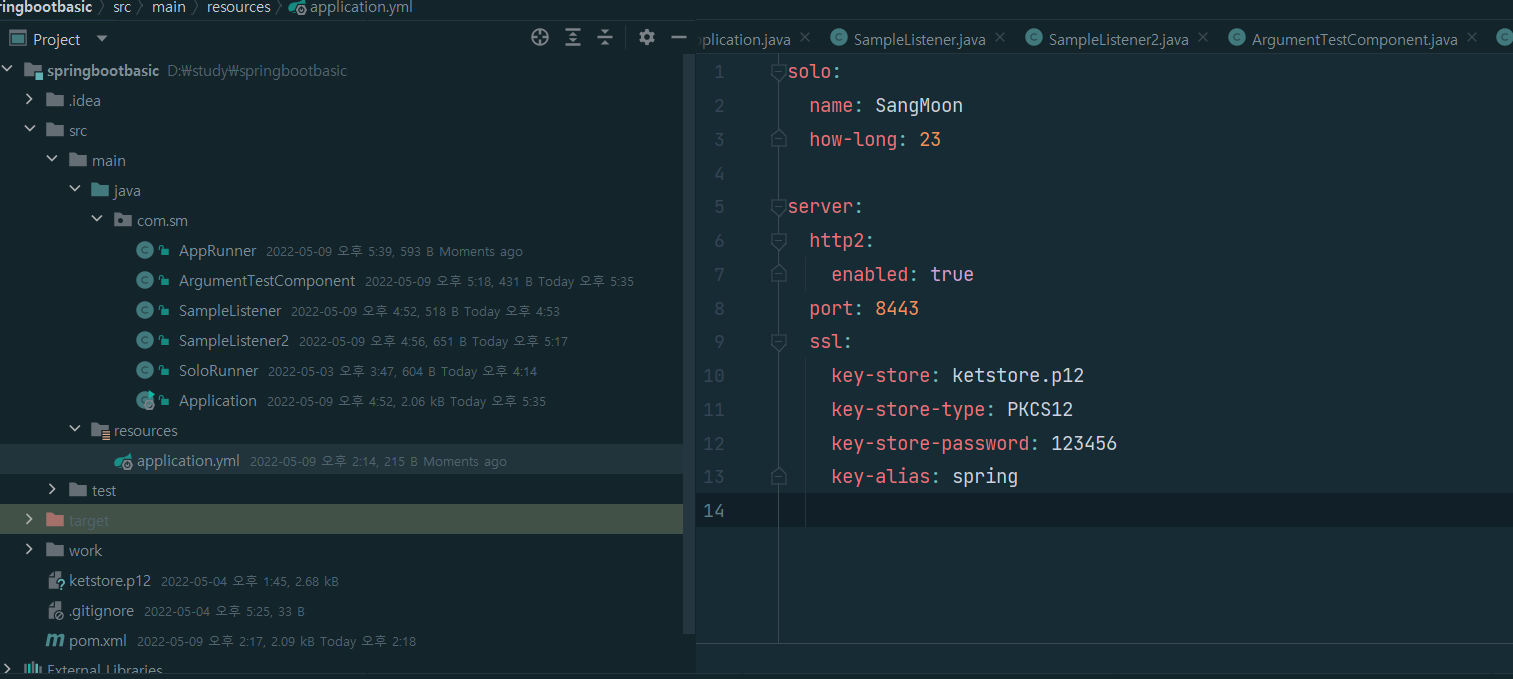 ringbootbasic > src > main > resources > application.yml
Project
springbootbasic D:₩study₩springbootbasic
.idea
src
main
java
com.sm
AppRunner 2022-05-09 오후 5:39, 593 B Moments ago
ArgumentTestComponent 2022-05-09 오후 5:18, 431 B Today 오후 5:35
SampleListener 2022-05-09 오후 4:52, 518 B Today 오후 4:53
SampleListener2 2022-05-09 오후 4:56, 651 B Today 오후 5:17
SoloRunner 2022-05-03 오후 3:47, 604 B Today 오후 4:14
Application 2022-05-09 오후 4:52, 2.06 kB Today 오후 5:35
resources
application.yml 2022-05-09 오후 2:14, 215 B Moments ago
test
target
work
ketstore.p12 2022-05-04 오후 1:45, 2.68 kB
.gitignore 2022-05-04 오후 5:25, 33 B
pom.xml 2022-05-09 오후 2:17, 2.09 kB Today 오후 2:18
External Libraries
plication.java SampleListener.java SampleListener2.java ArgumentTestComponent.java
1 solo:
2 name: SangMoon
3 how-long: 23
4
5 server:
6 http2:
7 enabled: true
8 port: 8443
9 ssl:
10 key-store: ketstore.p12
11 key-store-type: PKCS12
12 key-store-password: 123456
13 key-alias: spring
14